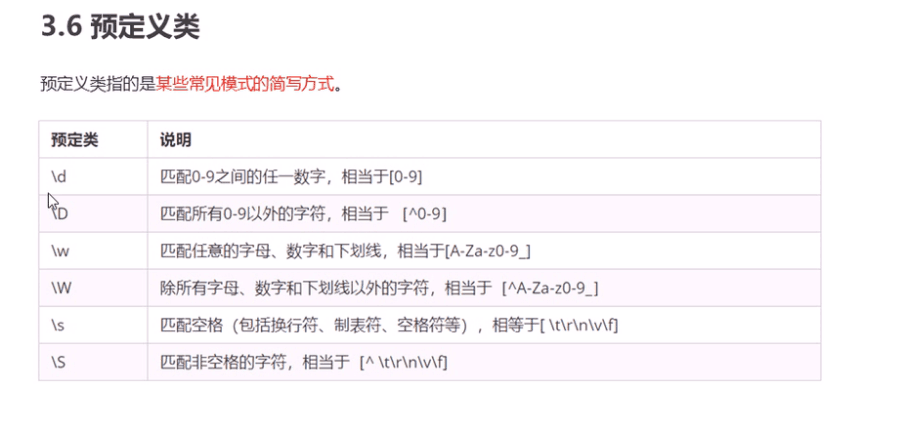 3.6 预定义类
预定义类指的是某些常见模式的简写方式。
预定类 说明
\d 匹配0-9之间的任一数字，相当于[0-9]
\D 匹配所有0-9以外的字符，相当于 [^0-9]
\w 匹配任意的字母、数字和下划线，相当于[A-Za-z0-9_]
\W 除所有字母、数字和下划线以外的字符，相当于 [^A-Za-z0-9_]
\s 匹配空格（包括换行符、制表符、空格符等），相等于[ \t\r\n\v\f]
\S 匹配非空格的字符，相当于 [^ \t\r\n\v\f]